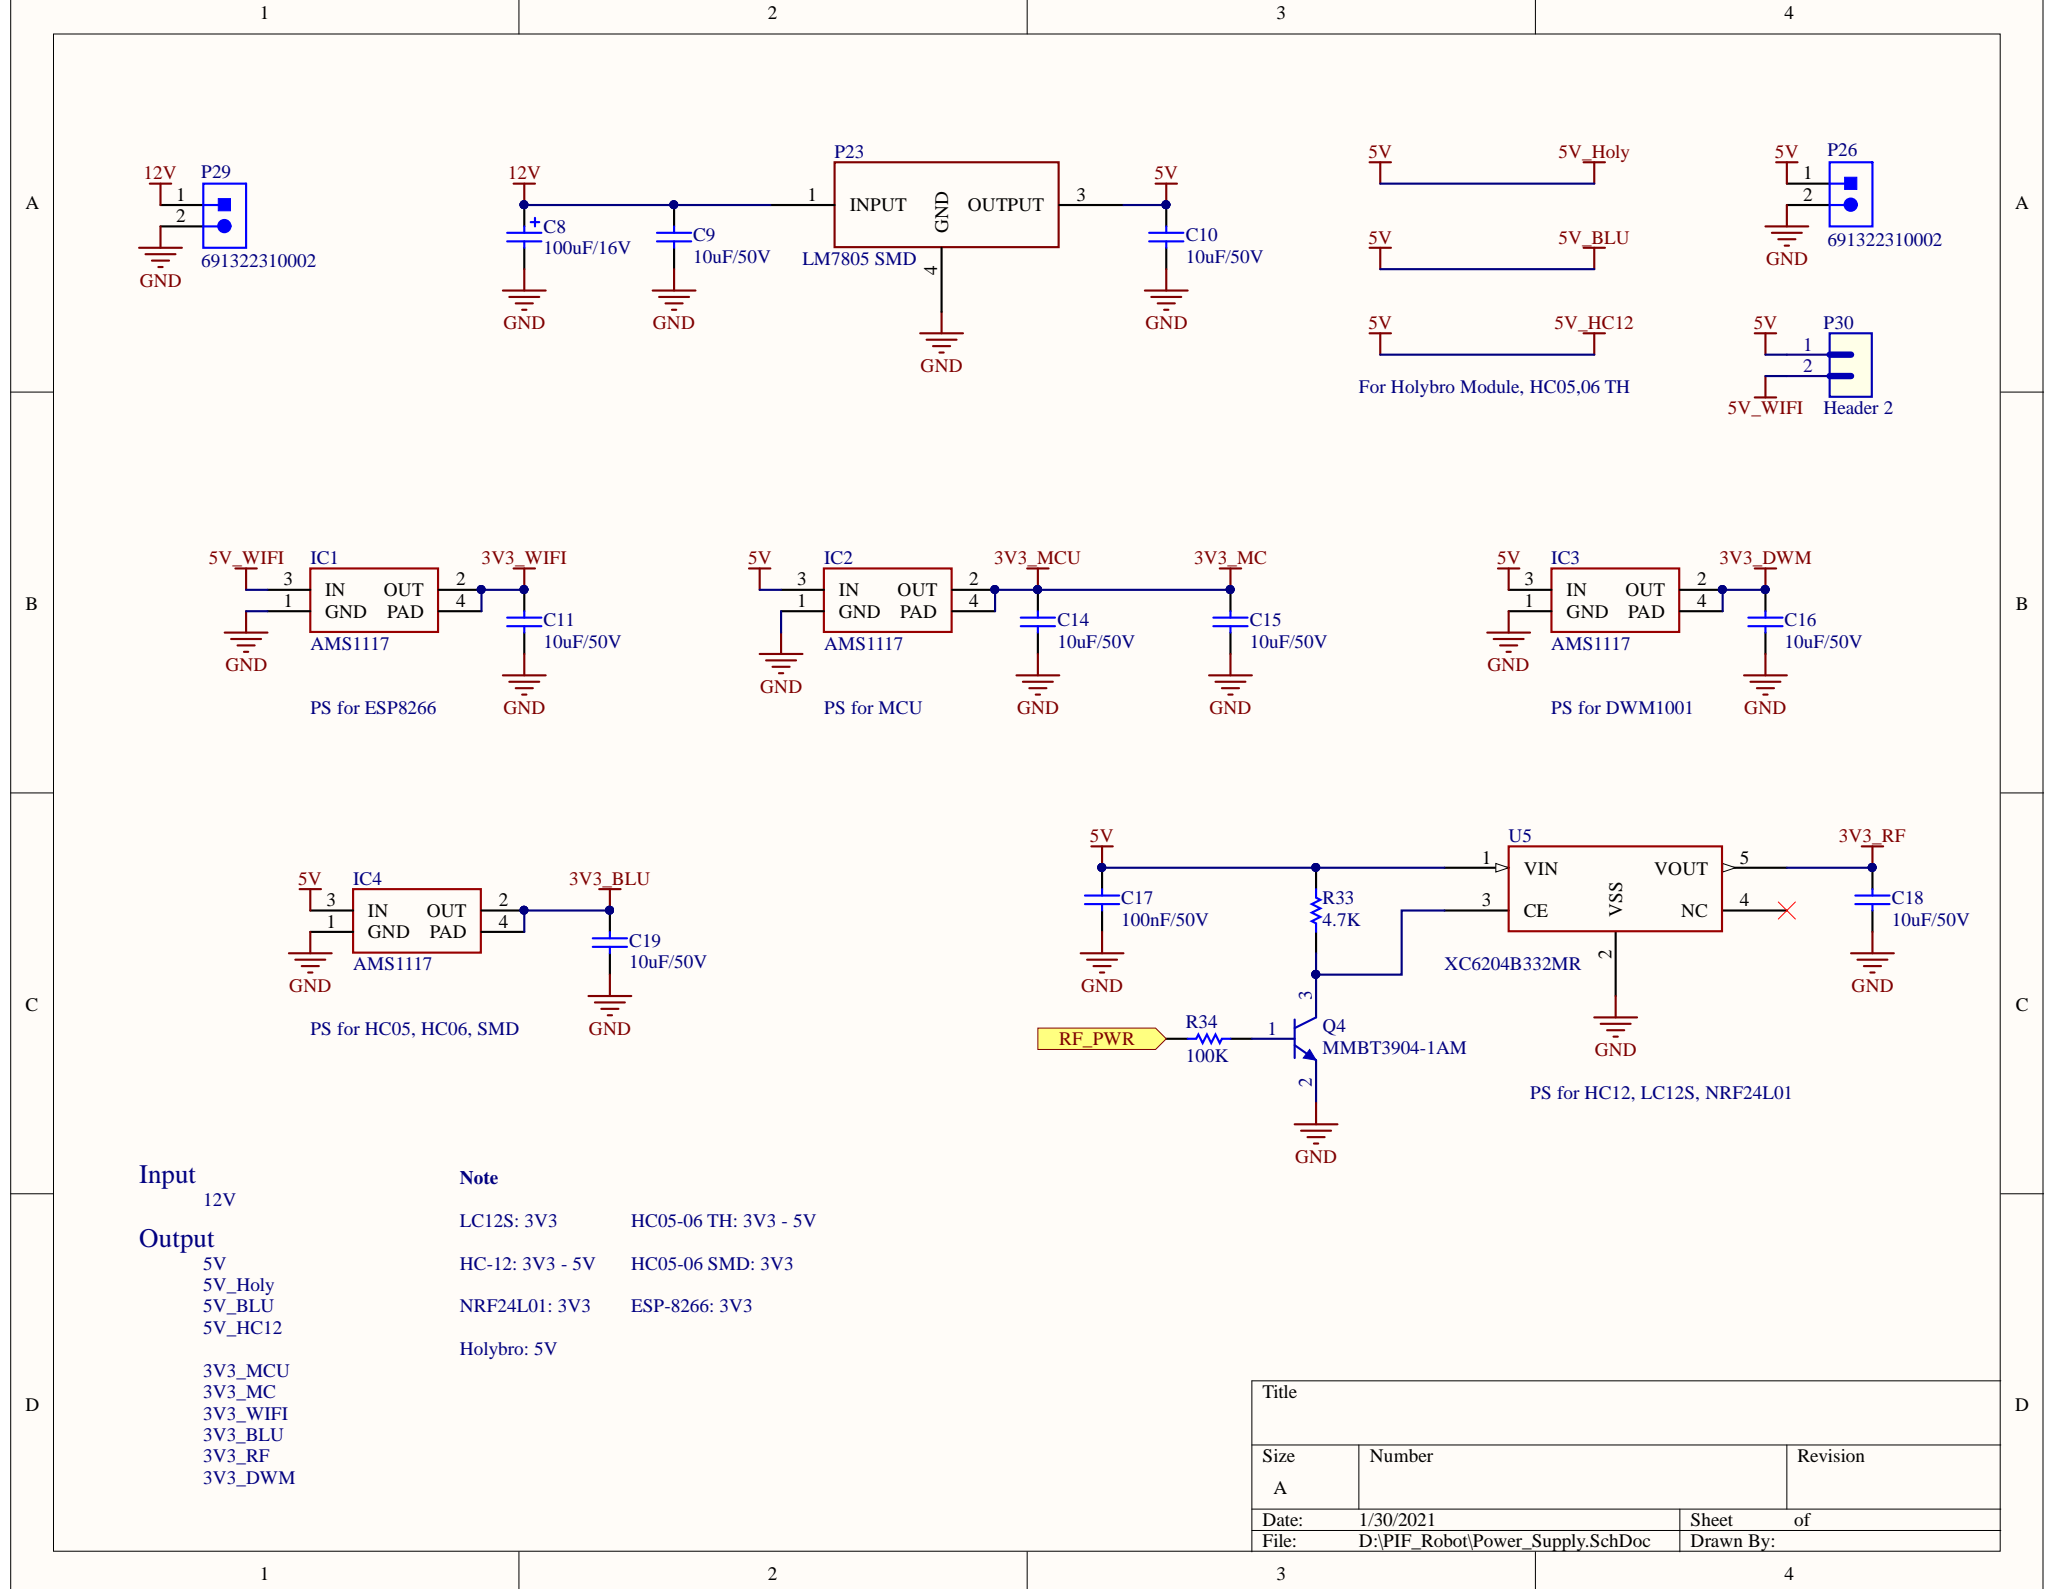 1 2 3 4
A A
12V
P29
1
2
691322310002
GND
12V
C8
100uF/16V
GND
C9
10uF/50V
GND
P23
1 INPUT GND OUTPUT 3
LM7805 SMD
4
GND
5V
C10
10uF/50V
GND
5V 5V_Holy
5V 5V_BLU
5V 5V_HC12
For Holybro Module, HC05,06 TH
5V P26
1
2
691322310002
GND
5V P30
1
2
5V_WIFI Header 2
B B
5V_WIFI IC1 3V3_WIFI
3 IN OUT 2
1 GND PAD 4
AMS1117
GND
C11
10uF/50V
GND
PS for ESP8266
5V IC2 3V3_MCU 3V3_MC
3 IN OUT 2
1 GND PAD 4
AMS1117
GND
C14
10uF/50V
GND
C15
10uF/50V
GND
PS for MCU
5V IC3 3V3_DWM
3 IN OUT 2
1 GND PAD 4
AMS1117
GND
C16
10uF/50V
GND
PS for DWM1001
C C
5V IC4 3V3_BLU
3 IN OUT 2
1 GND PAD 4
AMS1117
GND
C19
10uF/50V
GND
PS for HC05, HC06, SMD
5V
C17
100nF/50V
GND
R33
4.7K
RF_PWR
R34
100K
1
3
2
Q4
MMBT3904-1AM
GND
U5
1 VIN VOUT 5
3 CE VSS NC 4
XC6204B332MR
2
GND
3V3_RF
C18
10uF/50V
GND
PS for HC12, LC12S, NRF24L01
D D
Input
12V
Output
5V
5V_Holy
5V_BLU
5V_HC12
3V3_MCU
3V3_MC
3V3_WIFI
3V3_BLU
3V3_RF
3V3_DWM
Note
LC12S: 3V3 HC05-06 TH: 3V3 - 5V
HC-12: 3V3 - 5V HC05-06 SMD: 3V3
NRF24L01: 3V3 ESP-8266: 3V3
Holybro: 5V
Title
Size Number Revision
A
Date: 1/30/2021 Sheet of
File: D:\PIF_Robot\Power_Supply.SchDoc Drawn By:
1 2 3 4